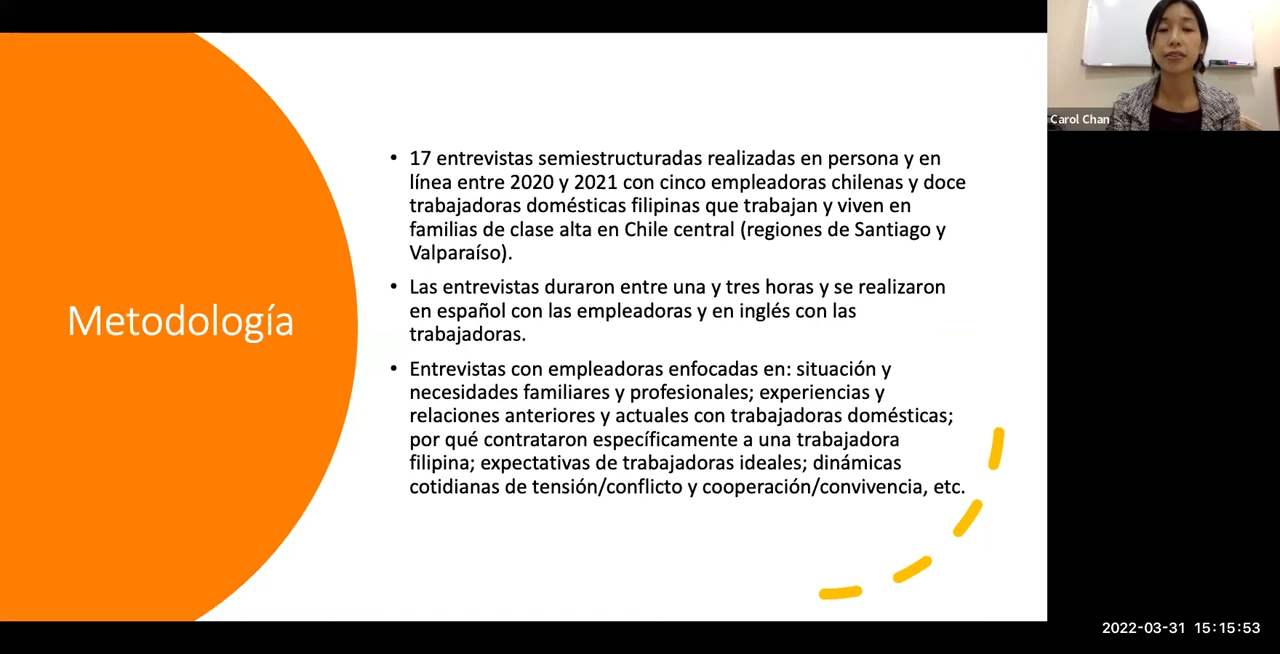 Metodología
• 17 entrevistas semiestructuradas realizadas en persona y en
línea entre 2020 y 2021 con cinco empleadoras chilenas y doce
trabajadoras domésticas filipinas que trabajan y viven en
familias de clase alta en Chile central (regiones de Santiago y
Valparaíso).
• Las entrevistas duraron entre una y tres horas y se realizaron
en español con las empleadoras y en inglés con las
trabajadoras.
• Entrevistas con empleadoras enfocadas en: situación y
necesidades familiares y profesionales; experiencias y
relaciones anteriores y actuales con trabajadoras domésticas;
por qué contrataron específicamente a una trabajadora
filipina; expectativas de trabajadoras ideales; dinámicas
cotidianas de tensión/conflicto y cooperación/convivencia, etc.
Carol Chan
2022-03-31 15:15:53